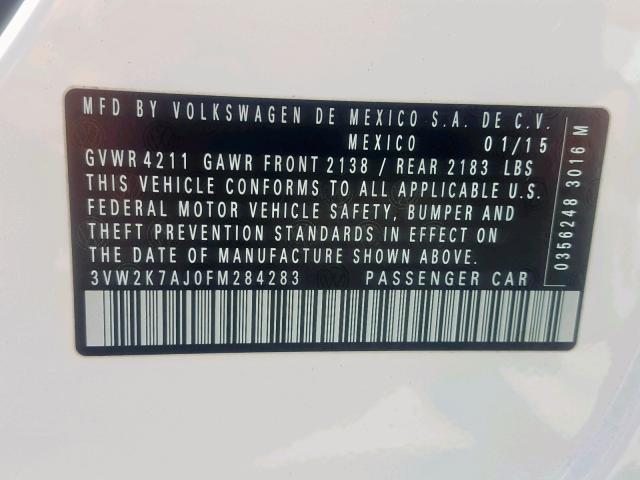 MFD BY VOLKSWAGEN DE MEXICO S.A. DE C.V.
MEXICO 01/15
GVWR 4211 GAWR FRONT 2138 / REAR 2183 LBS
THIS VEHICLE CONFORMS TO ALL APPLICABLE U.S.
FEDERAL MOTOR VEHICLE SAFETY, BUMPER AND
THEFT PREVENTION STANDARDS IN EFFECT ON THE
DATE OF MANUFACTURE SHOWN ABOVE.
3VW2K7AJ0FM284283 PASSENGER CAR
0356248 3016 M